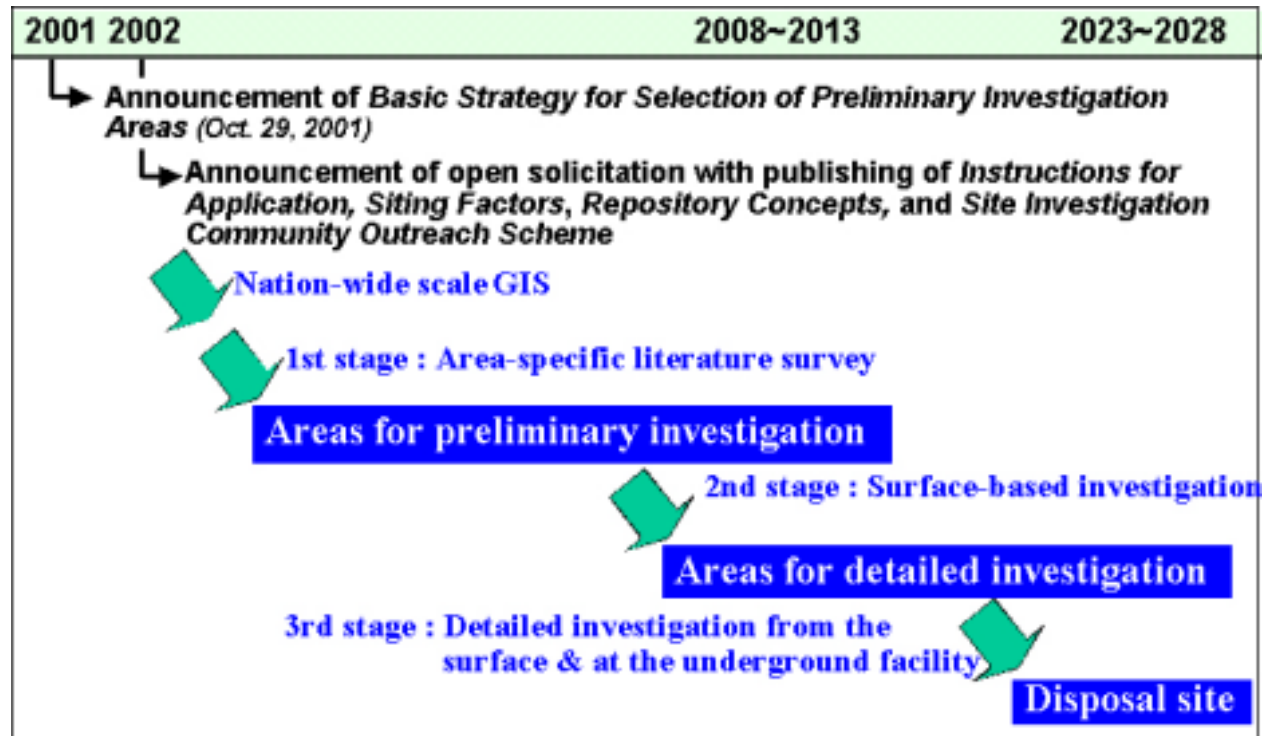 2001 2002 2008~2013 2023~2028
Announcement of Basic Strategy for Selection of Preliminary Investigation
Areas (Oct. 29, 2001)
Announcement of open solicitation with publishing of Instructions for
Application, Siting Factors, Repository Concepts, and Site Investigation
Community Outreach Scheme
Nation-wide scale GIS
1st stage : Area-specific literature survey
Areas for preliminary investigation
2nd stage : Surface-based investigation
Areas for detailed investigation
3rd stage : Detailed investigation from the
surface & at the underground facility
Disposal site